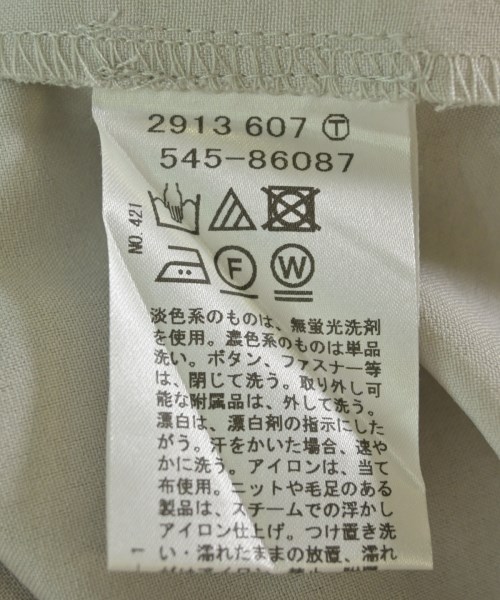 2913 607 Ⓣ
545-86087
NO. 421
F
W
淡色系のものは、無蛍光洗剤
を使用。濃色系のものは単品
洗い。ボタン、ファスナー等
は、閉じて洗う。取り外し可
能な附属品は、外して洗う。
漂白は、漂白剤の指示にした
がう。汗をかいた場合、速や
かに洗う。アイロンは、当て
布使用。ニットや毛足のある
製品は、スチームでの浮かし
アイロン仕上げ。つけ置き洗
い・濡れたままの放置、濡れ